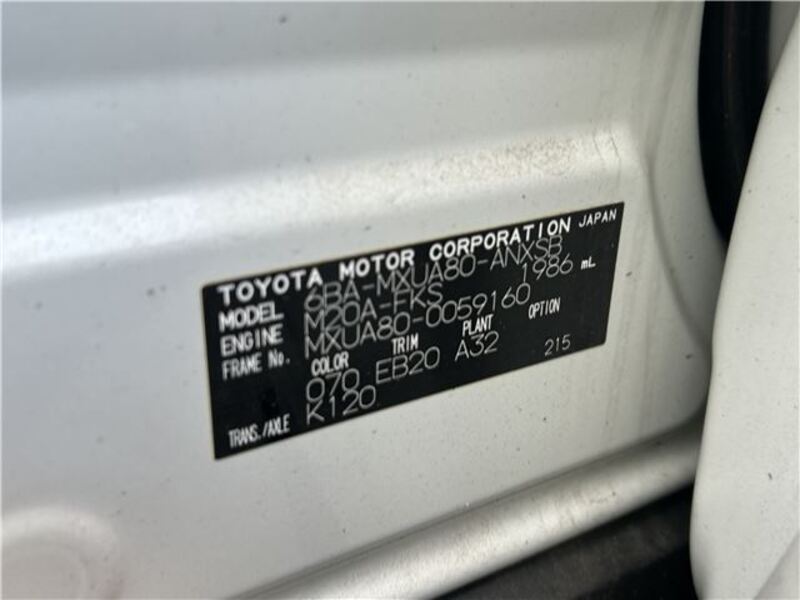 TOYOTA MOTOR CORPORATION JAPAN
MODEL 6BA-MXUA80-ANXSB
ENGINE M20A-FKS 1986 mL
FRAME No. MXUA80-0059160
COLOR TRIM PLANT OPTION
070 EB20 A32 215
TRANS./AXLE K120